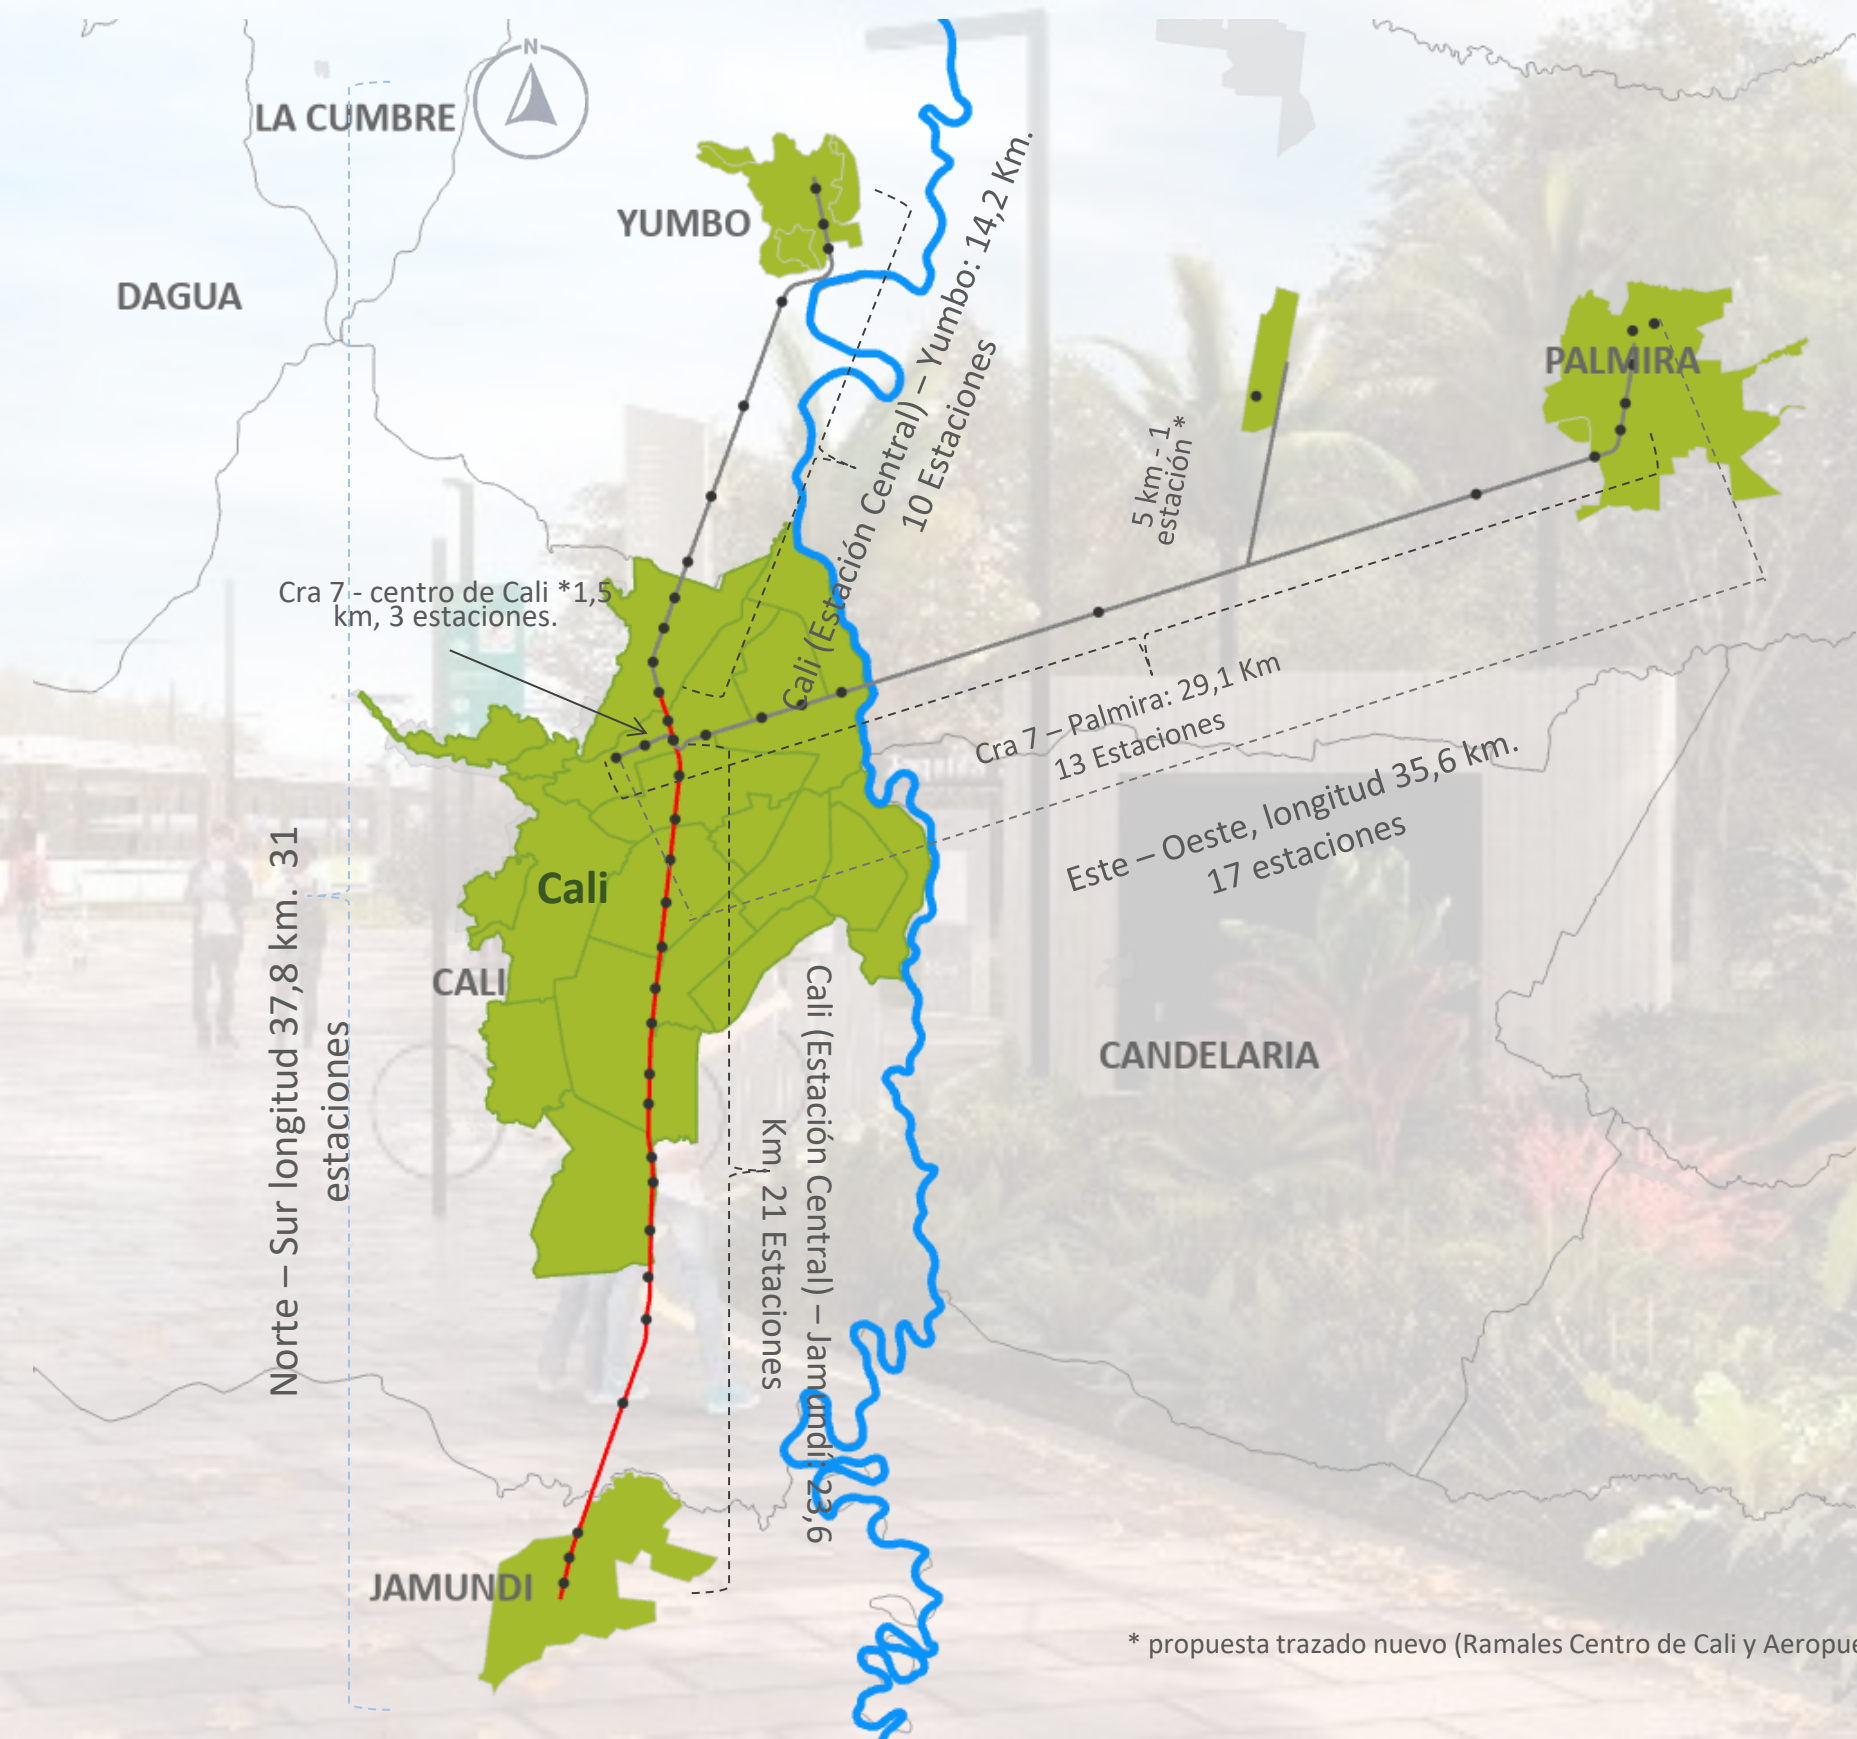 N
LA CUMBRE
YUMBO
DAGUA
PALMIRA
Cali (Estación Central) – Yumbo: 14,2 Km.
10 Estaciones
5 km - 1
estación *
Cra 7 - centro de Cali *1,5
km, 3 estaciones.
Cra 7 – Palmira: 29,1 Km
13 Estaciones
Este – Oeste, longitud 35,6 km.
17 estaciones
Cali
CALI
Norte – Sur longitud 37,8 km. 31
estaciones
Cali (Estación Central) – Jamundí: 23,6
Km, 21 Estaciones
CANDELARIA
JAMUNDI
* propuesta trazado nuevo (Ramales Centro de Cali y Aeropue